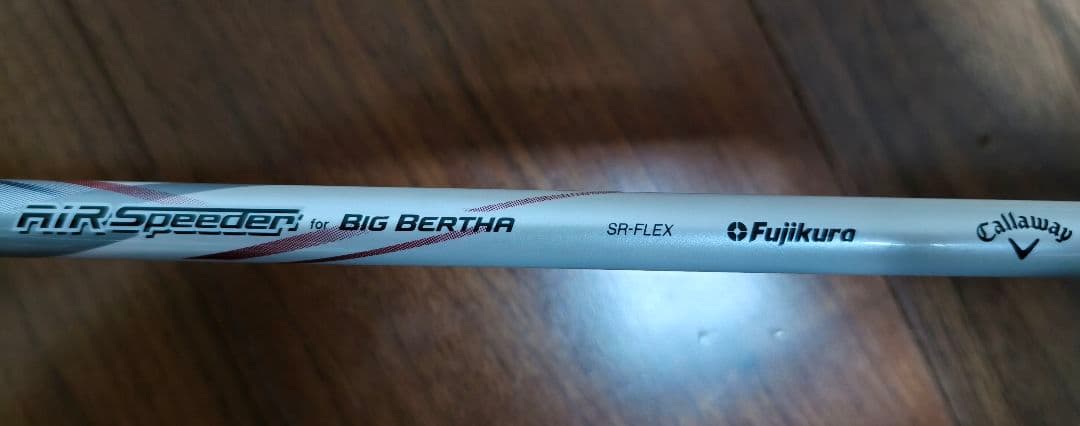 AiR Speeder for BIG BERTHA SR-FLEX Fujikura Callaway